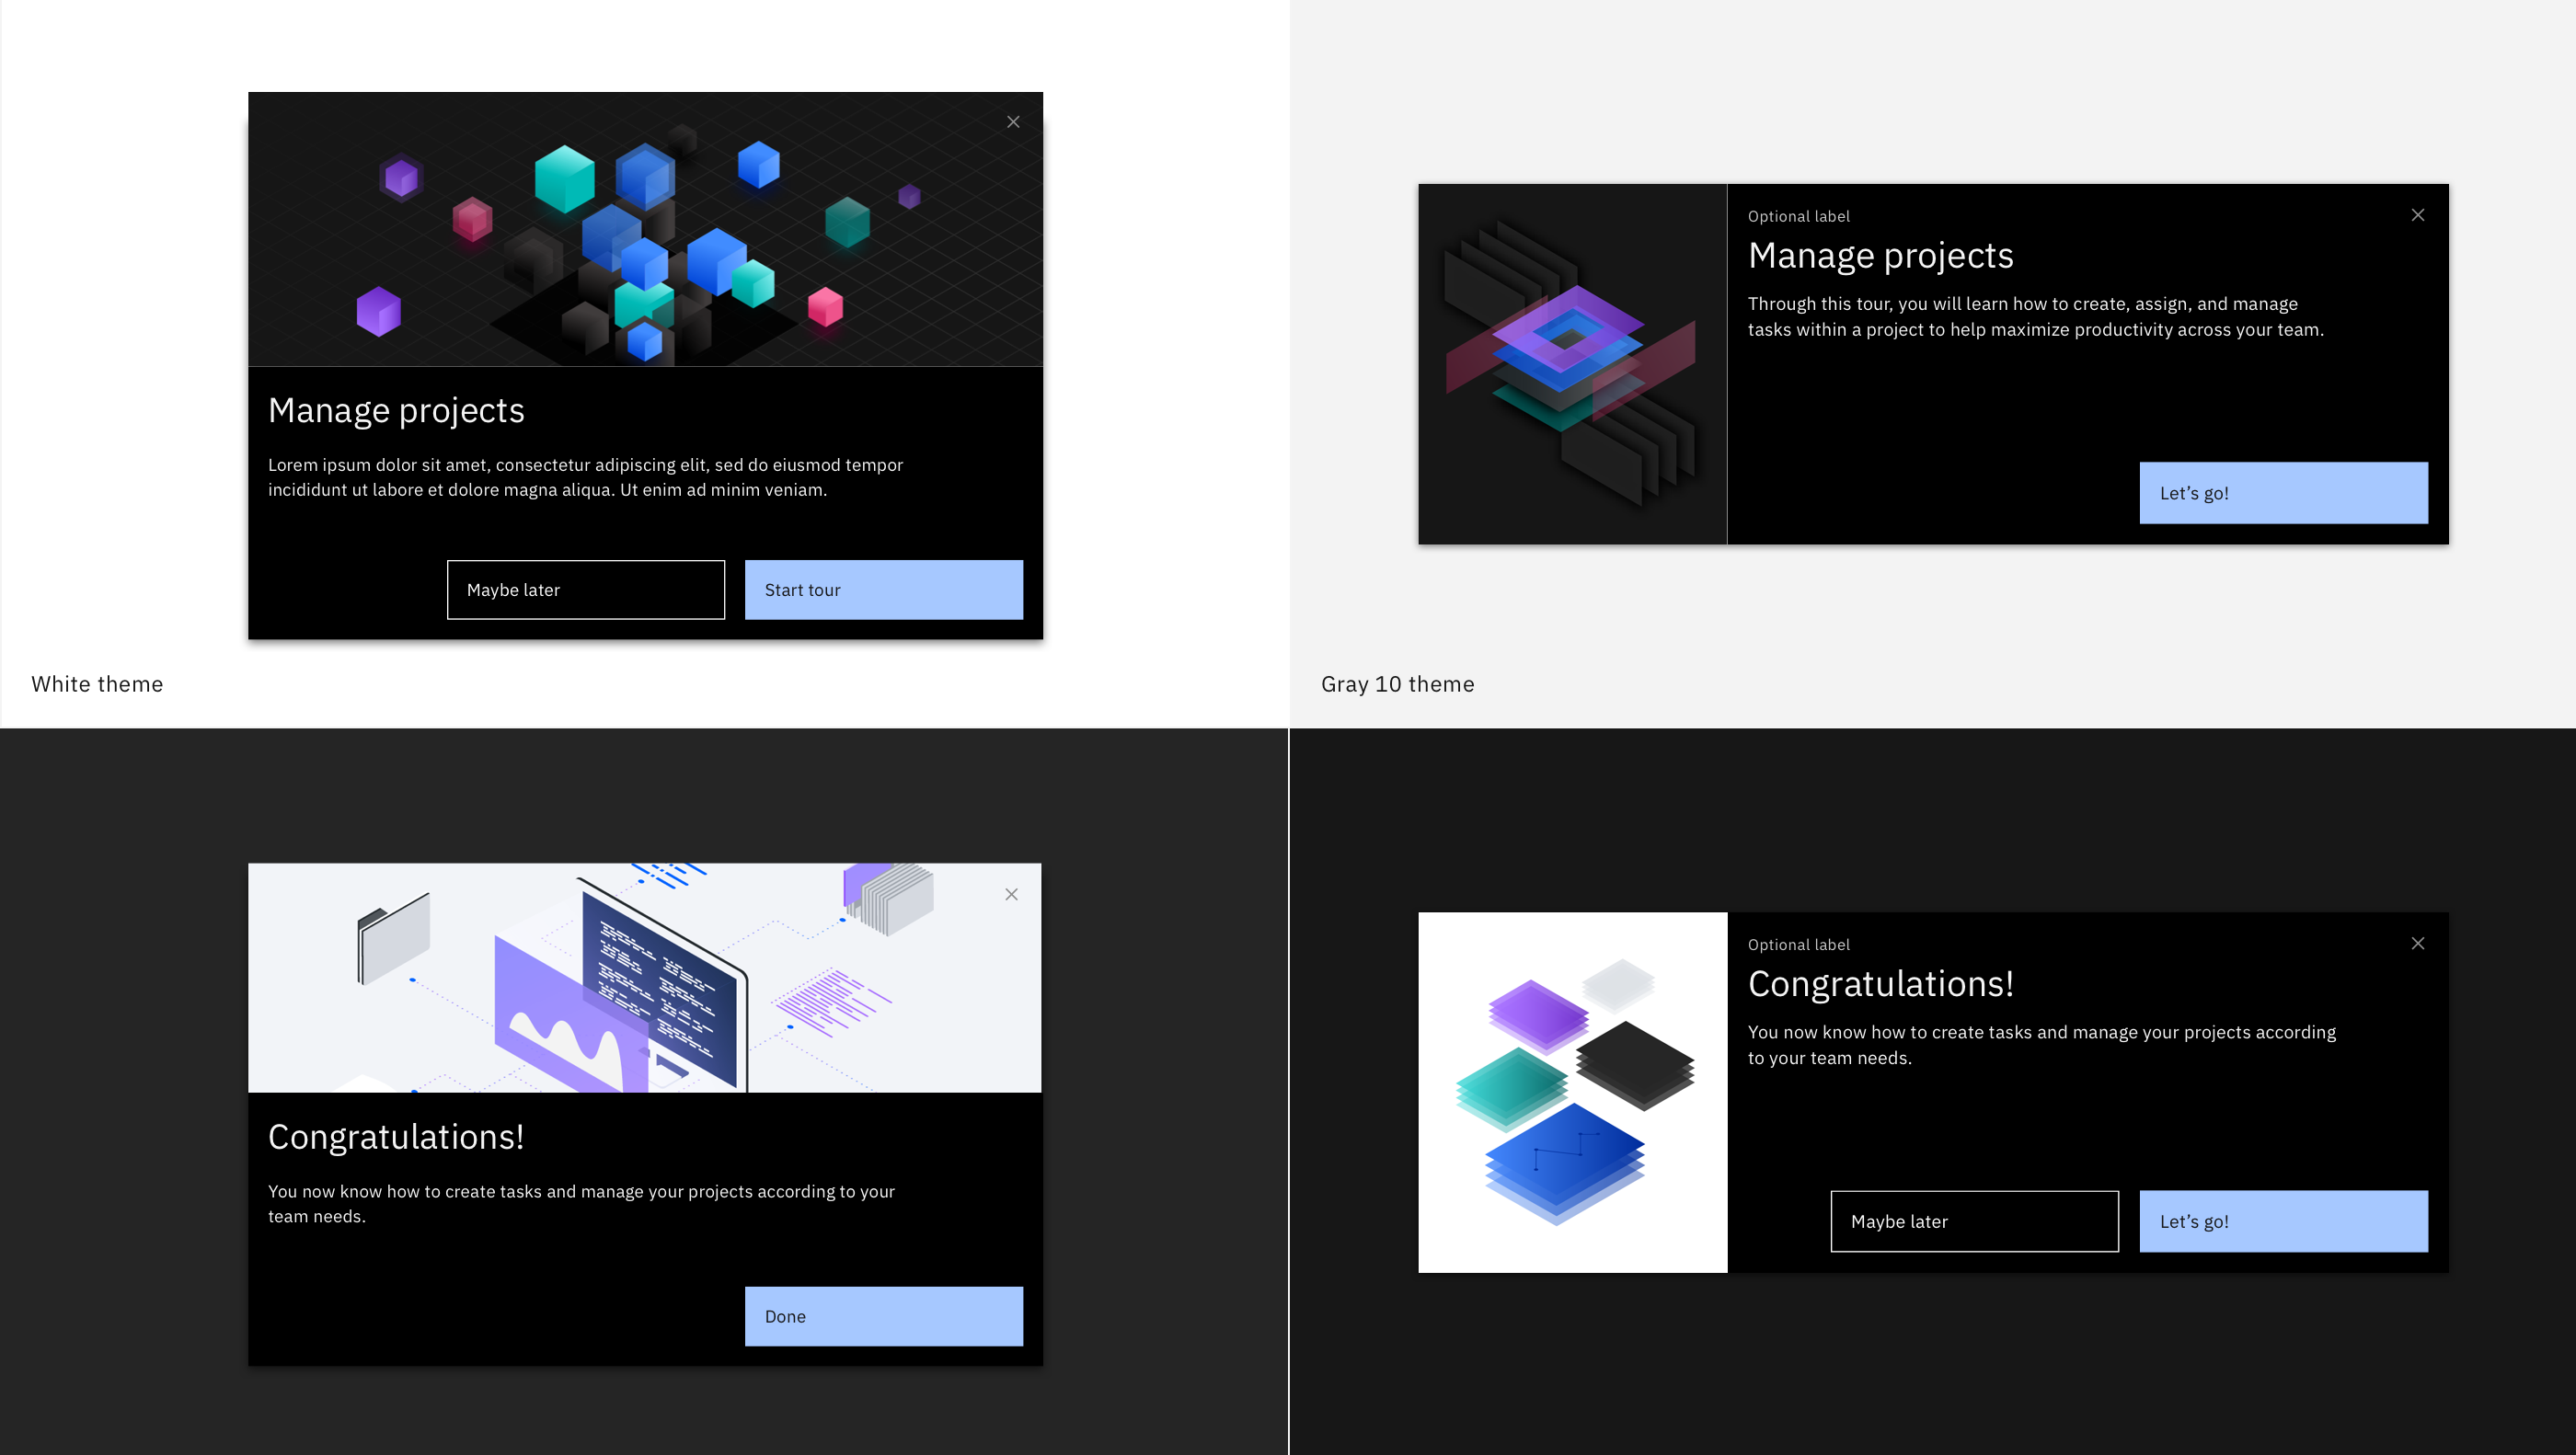 Manage projects
Lorem ipsum dolor sit amet, consectetur adipiscing elit, sed do eiusmod tempor
incididunt ut labore et dolore magna aliqua. Ut enim ad minim veniam.
Maybe later
Start tour
White theme
Optional label
Manage projects
Through this tour, you will learn how to create, assign, and manage
tasks within a project to help maximize productivity across your team.
Let’s go!
Gray 10 theme
Congratulations!
You now know how to create tasks and manage your projects according to your
team needs.
Done
Optional label
Congratulations!
You now know how to create tasks and manage your projects according
to your team needs.
Maybe later
Let’s go!